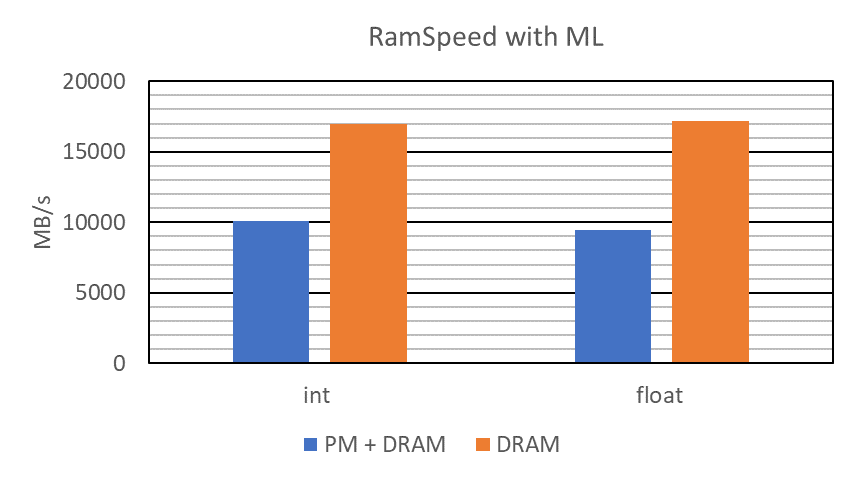 RamSpeed with ML
20000
15000
10000
5000
0
MB/s
int float
PM + DRAM DRAM